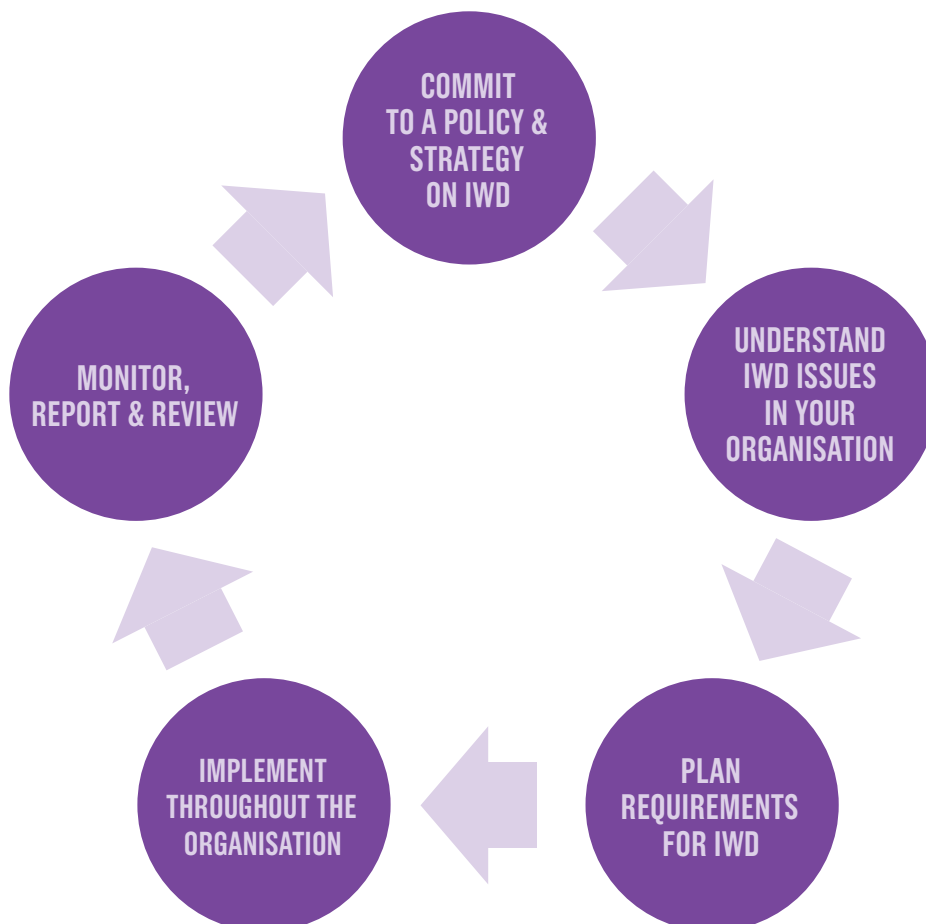 COMMIT
TO A POLICY &
STRATEGY
ON IWD
UNDERSTAND
IWD ISSUES
IN YOUR
ORGANISATION
PLAN
REQUIREMENTS
FOR IWD
IMPLEMENT
THROUGHOUT THE
ORGANISATION
MONITOR,
REPORT & REVIEW